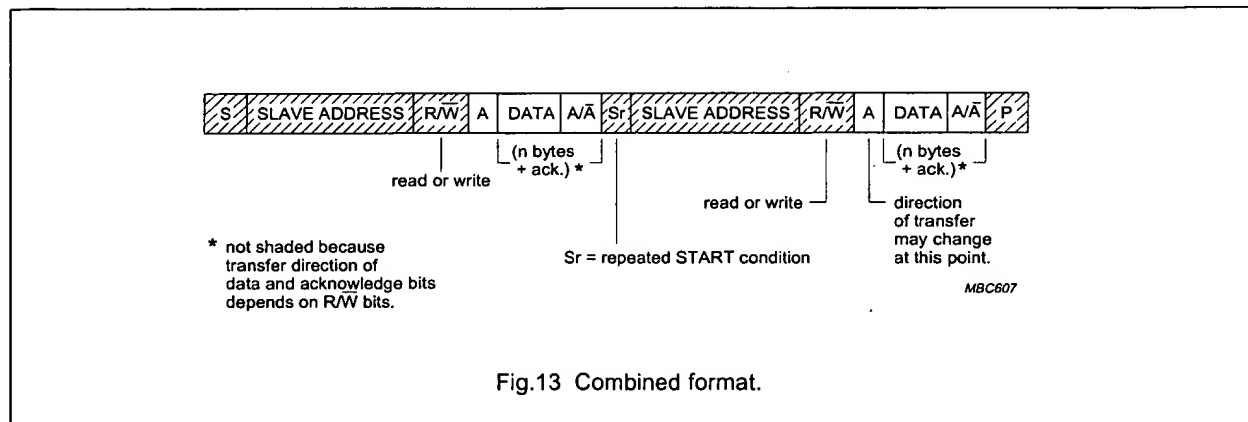 S SLAVE ADDRESS R/W̅ A DATA A/A̅ Sr SLAVE ADDRESS R/W̅ A DATA A/A̅ P
(n bytes
+ ack.) *
read or write
(n bytes
+ ack.) *
read or write
direction
of transfer
may change
at this point.
Sr = repeated START condition
* not shaded because
transfer direction of
data and acknowledge bits
depends on R/W̅ bits.
MBC607
Fig.13 Combined format.